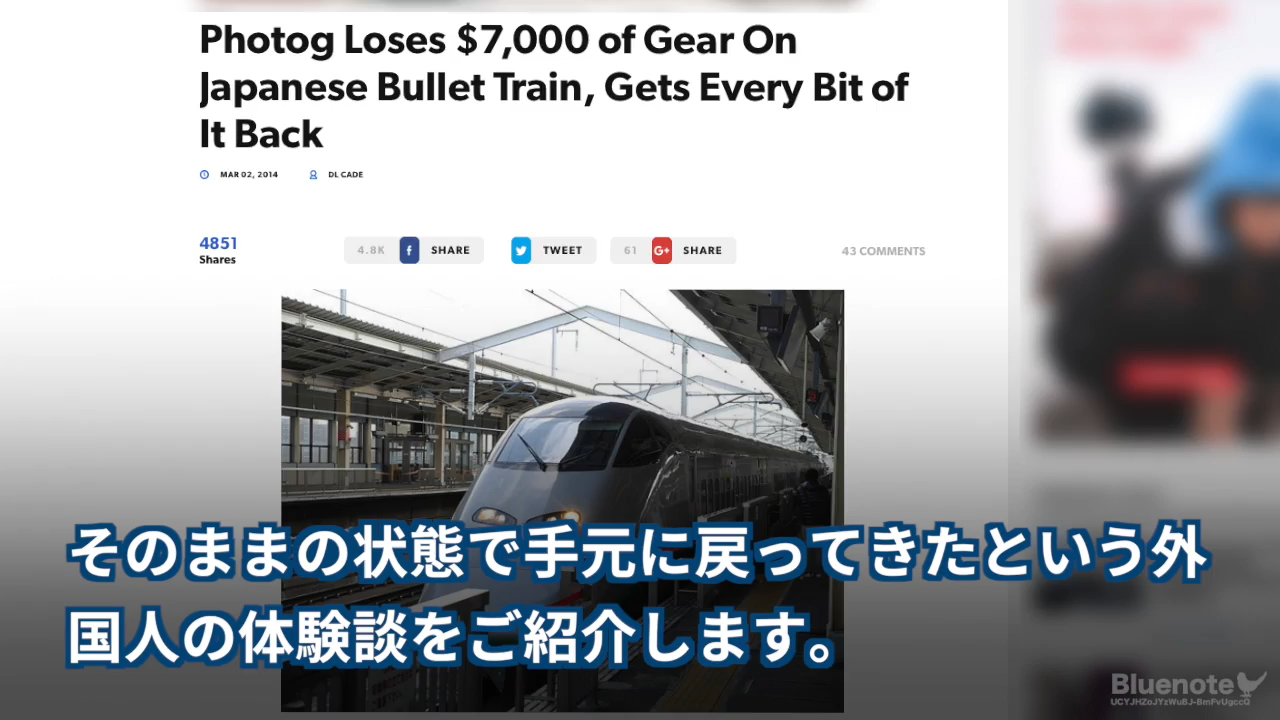 Photog Loses $7,000 of Gear On
Japanese Bullet Train, Gets Every Bit of
It Back
MAR 02, 2014 DL CADE
4851
Shares
4.8K SHARE TWEET 61 G+ SHARE 43 COMMENTS
そのままの状態で手元に戻ってきたという外
国人の体験談をご紹介します。
Bluenote
UCYJHZoJYzWuBJ-BmFvUgccQ